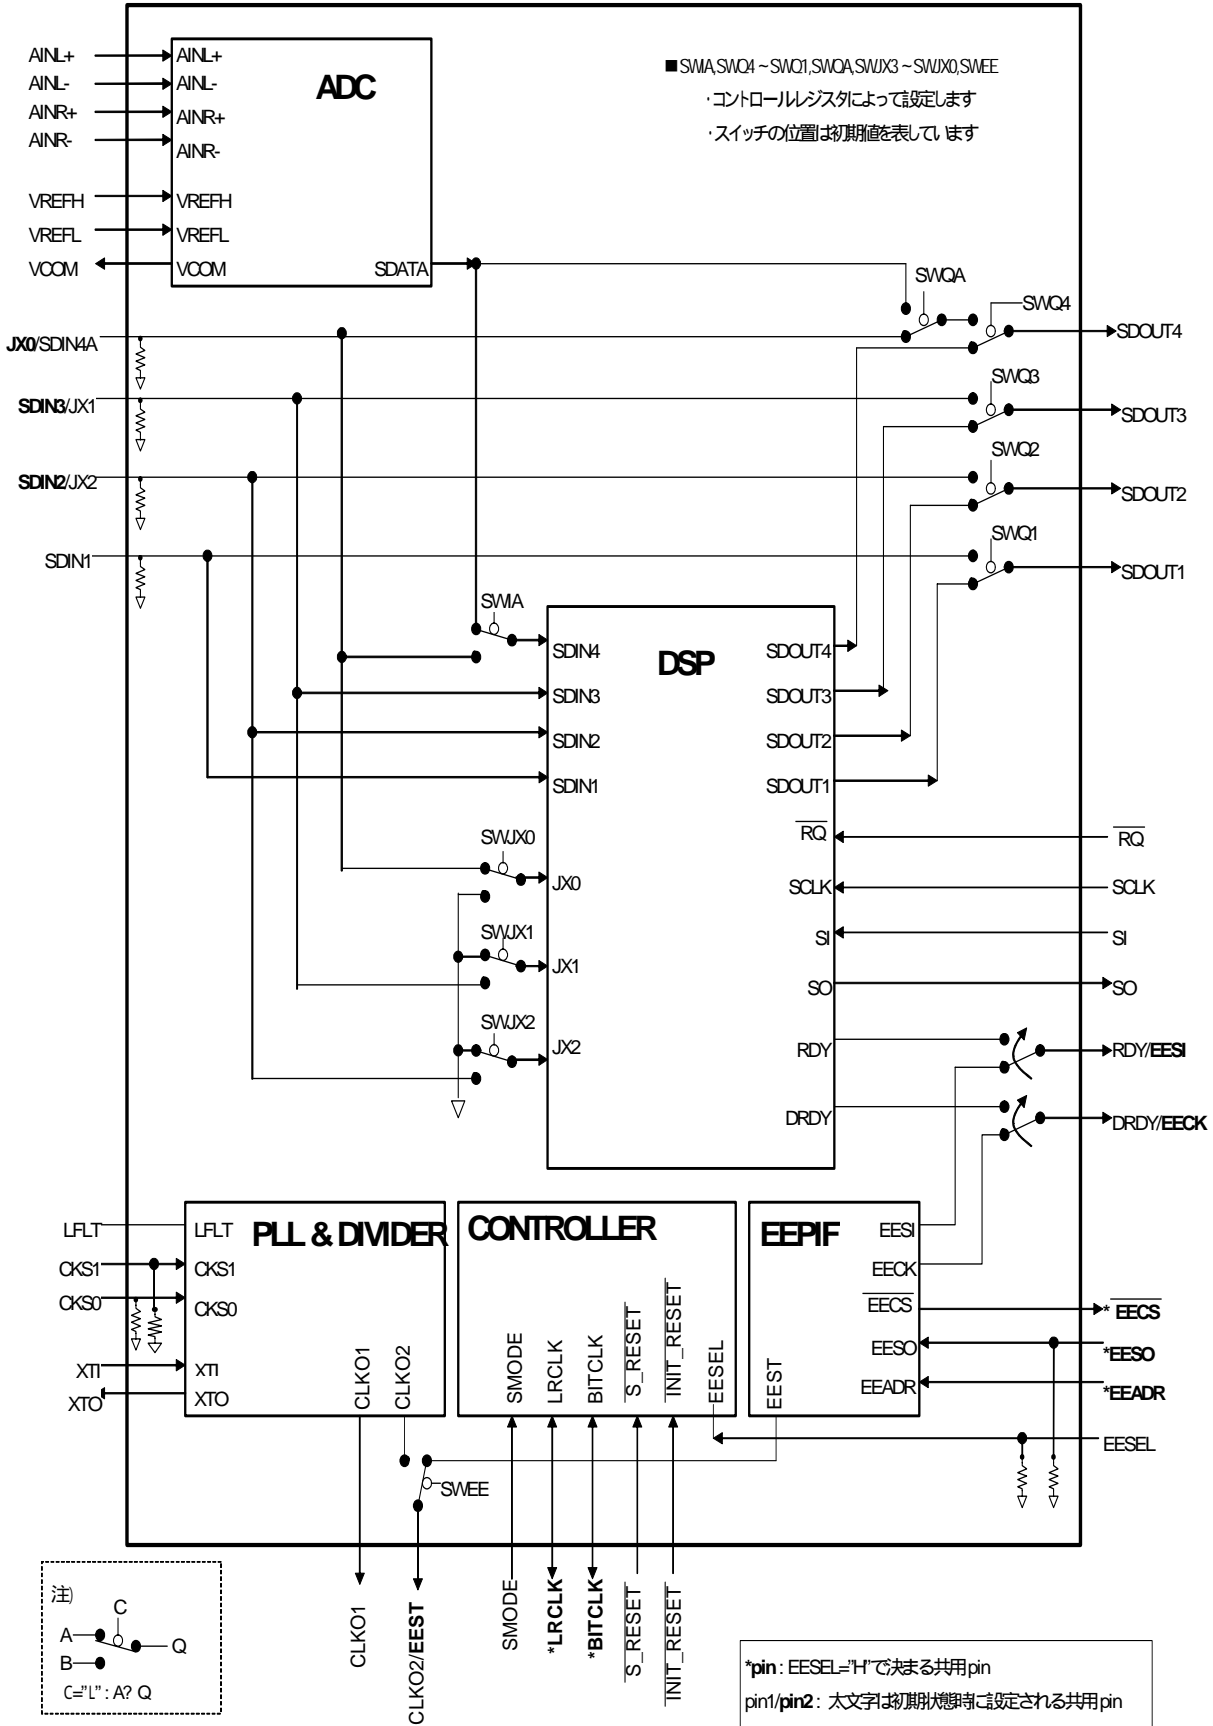 AINL+
AINL-
AINR+
AINR-
VREFH
VREFL
VCOM
AINL+
AINL-
AINR+
AINR-
VREFH
VREFL
VCOM
ADC
SDATA
■ SWIA,SWQ4 ~ SWQ1,SWQA,SWJX3 ~ SWJX0,SWEE
・コントロールレジスタによって設定します
・スイッチの位置は初期値を表しています
JX0/SDIN4A
SDIN3/JX1
SDIN2/JX2
SDIN1
SWQA
SWQ4
SDOUT4
SWQ3
SDOUT3
SWQ2
SDOUT2
SWQ1
SDOUT1
SWIA
SWJX0
SWJX1
SWJX2
DSP
SDIN4
SDIN3
SDIN2
SDIN1
JX0
JX1
JX2
SDOUT4
SDOUT3
SDOUT2
SDOUT1
RQ
SCLK
SI
SO
RDY
DRDY
RQ
SCLK
SI
SO
RDY/EESI
DRDY/EECK
LFLT
CKS1
CKS0
XTI
XTO
PLL & DIVIDER
LFLT
CKS1
CKS0
XTI
XTO
CLKO1
CLKO2
CONTROLLER
SMODE
LRCLK
BITCLK
S_RESET
INIT_RESET
EESEL
EEPIF
EESI
EECK
EECS
EESO
EEADR
EEST
*EECS
*EESO
*EEADR
EESEL
SWEE
CLKO1
CLKO2/EEST
SMODE
*LRCLK
*BITCLK
S_RESET
INIT_RESET
注)
C
A
Q
B
C="L" : A? Q
*pin : EESEL="H"で決まる共用pin
pin1/pin2 : 太文字は初期状態時に設定される共用pin